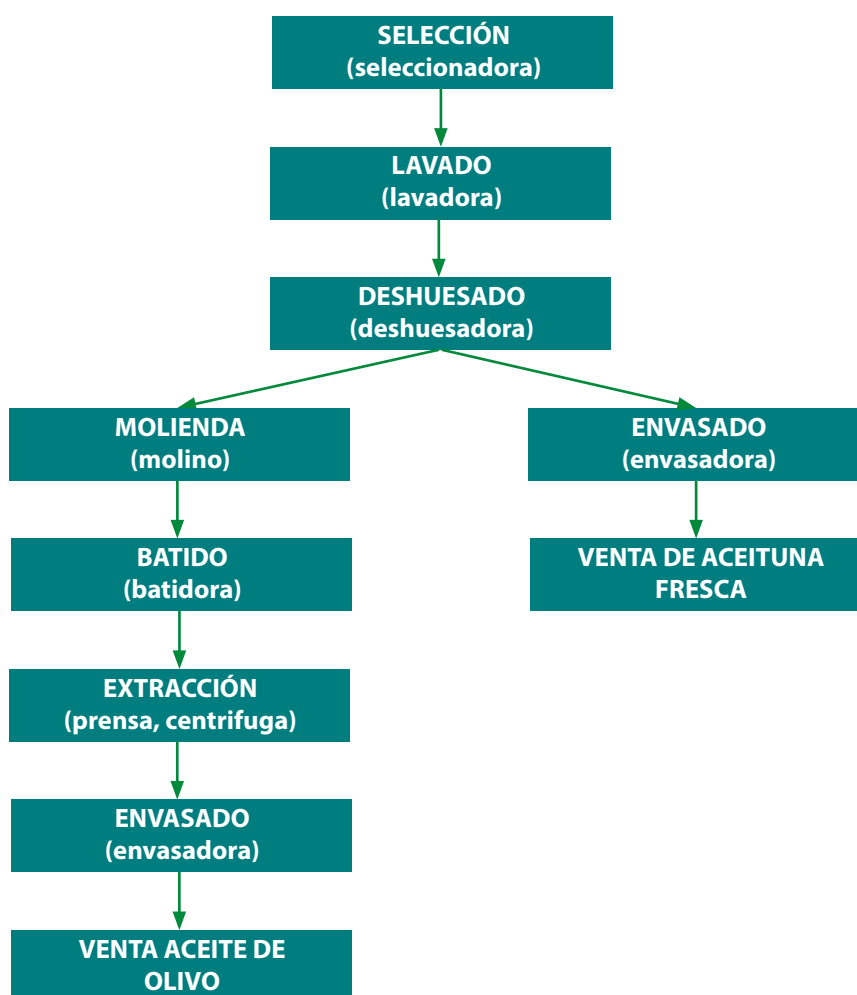 SELECCIÓN
(seleccionadora)
LAVADO
(lavadora)
DESHUESADO
(deshuesadora)
MOLIENDA
(molino)
BATIDO
(batidora)
EXTRACCIÓN
(prensa, centrifuga)
ENVASADO
(envasadora)
VENTA ACEITE DE
OLIVO
ENVASADO
(envasadora)
VENTA DE ACEITUNA
FRESCA